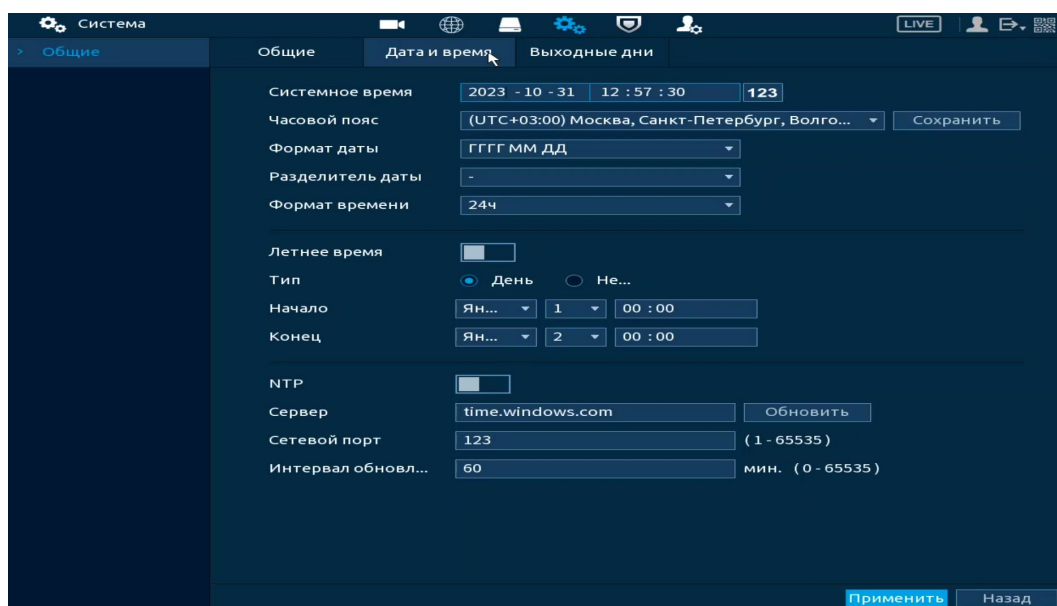 Система
LIVE
> Общие
Общие Дата и время Выходные дни
Системное время 2023 - 10 - 31 12 : 57 : 30 123
Часовой пояс (UTC+03:00) Москва, Санкт-Петербург, Волго... Сохранить
Формат даты ГГГГ ММ ДД
Разделитель даты -
Формат времени 24ч
Летнее время
Тип День Не...
Начало Ян... 1 00 : 00
Конец Ян... 2 00 : 00
NTP
Сервер time.windows.com Обновить
Сетевой порт 123 (1 - 65535)
Интервал обновл... 60 мин. (0 - 65535)
Применить Назад